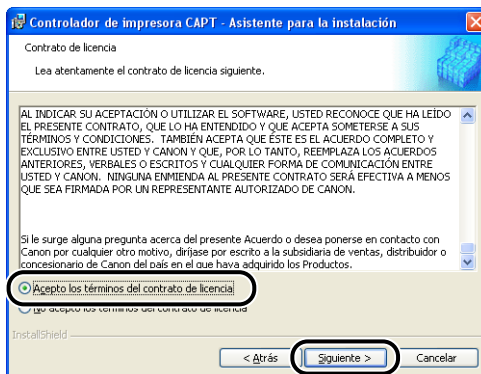 Controlador de impresora CAPT - Asistente para la instalación
Contrato de licencia
Lea atentamente el contrato de licencia siguiente.
AL INDICAR SU ACEPTACIÓN O UTILIZAR EL SOFTWARE, USTED RECONOCE QUE HA LEÍDO
EL PRESENTE CONTRATO, QUE LO HA ENTENDIDO Y QUE ACEPTA SOMETERSE A SUS
TÉRMINOS Y CONDICIONES. TAMBIÉN ACEPTA QUE ÉSTE ES EL ACUERDO COMPLETO Y
EXCLUSIVO ENTRE USTED Y CANON Y QUE, POR LO TANTO, REEMPLAZA LOS ACUERDOS
ANTERIORES, VERBALES O ESCRITOS Y CUALQUIER FORMA DE COMUNICACIÓN ENTRE
USTED Y CANON. NINGUNA ENMIENDA AL PRESENTE CONTRATO SERÁ EFECTIVA A MENOS
QUE SEA FIRMADA POR UN REPRESENTANTE AUTORIZADO DE CANON.
Si le surge alguna pregunta acerca del presente Acuerdo o desea ponerse en contacto con
Canon por cualquier otro motivo, diríjase por escrito a la subsidiaria de ventas, distribuidor o
concesionario de Canon del país en el que haya adquirido los Productos.
Acepto los términos del contrato de licencia
No acepto los términos del contrato de licencia
InstallShield
< Atrás
Siguiente >
Cancelar